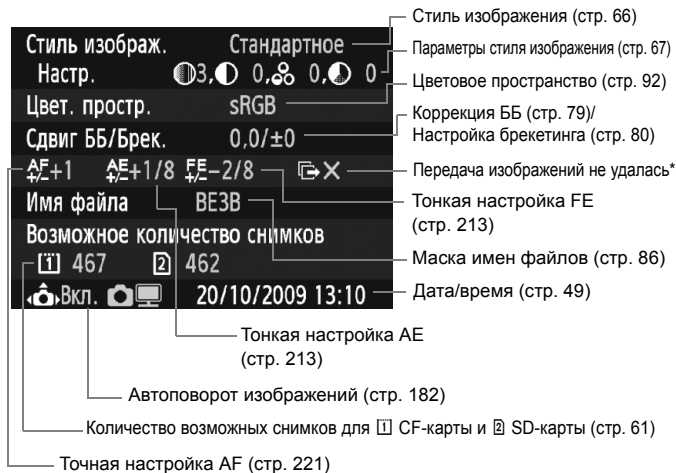 Стиль изображения (стр. 66)
Стиль изображ. Стандартное
Параметры стиля изображения (стр. 67)
Настр. 3, 0, 0, 0
Цветовое пространство (стр. 92)
Цвет. простр. sRGB
Коррекция ББ (стр. 79)/
Настройка брекетинга (стр. 80)
Сдвиг ББ/Брек. 0,0/±0
Передача изображений не удалась*
AF+/−+1 AE+/−+1/8 FE+/−−2/8
Тонкая настройка FE
(стр. 213)
Имя файла BE3B
Маска имен файлов (стр. 86)
Возможное количество снимков
1 467 2 462
Вкл. 20/10/2009 13:10
Дата/время (стр. 49)
Тонкая настройка AE
(стр. 213)
Автоповорот изображений (стр. 182)
Количество возможных снимков для 1 CF-карты и 2 SD-карты (стр. 61)
Точная настройка AF (стр. 221)